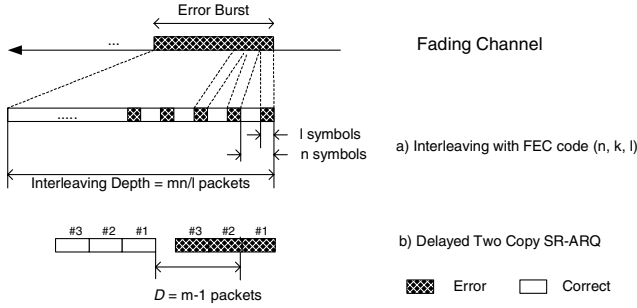 Error Burst
...
Fading Channel
.....
l symbols
n symbols
a) Interleaving with FEC code (n, k, l)
Interleaving Depth = mn/l packets
#3 #2 #1 #3 #2 #1
b) Delayed Two Copy SR-ARQ
D = m-1 packets
Error Correct